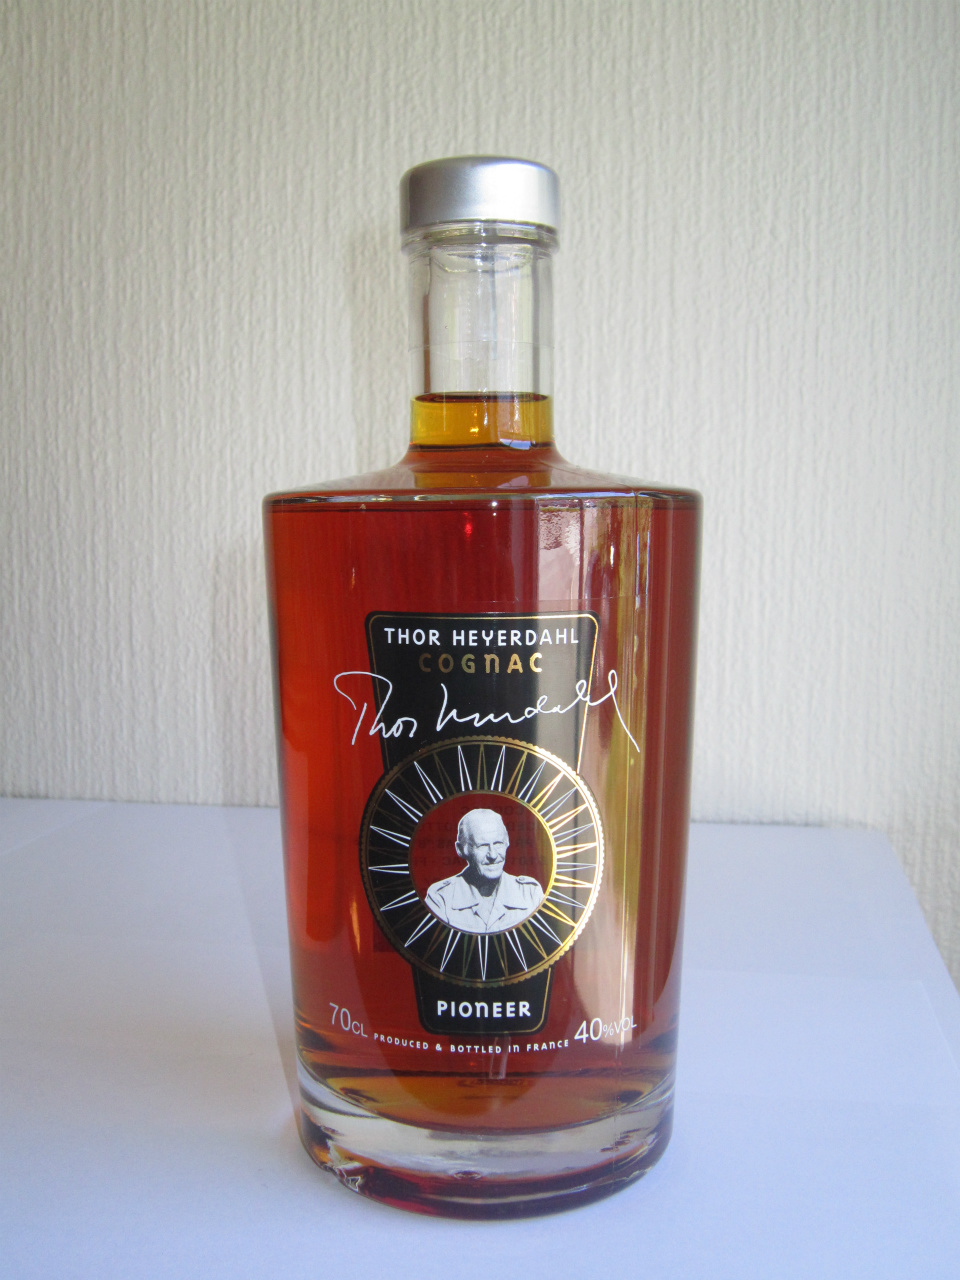 THOR HEYERDAHL
COGNAC
Thor Heyerdahl
PIONEER
70CL PRODUCED & BOTTLED IN FRANCE 40%VOL